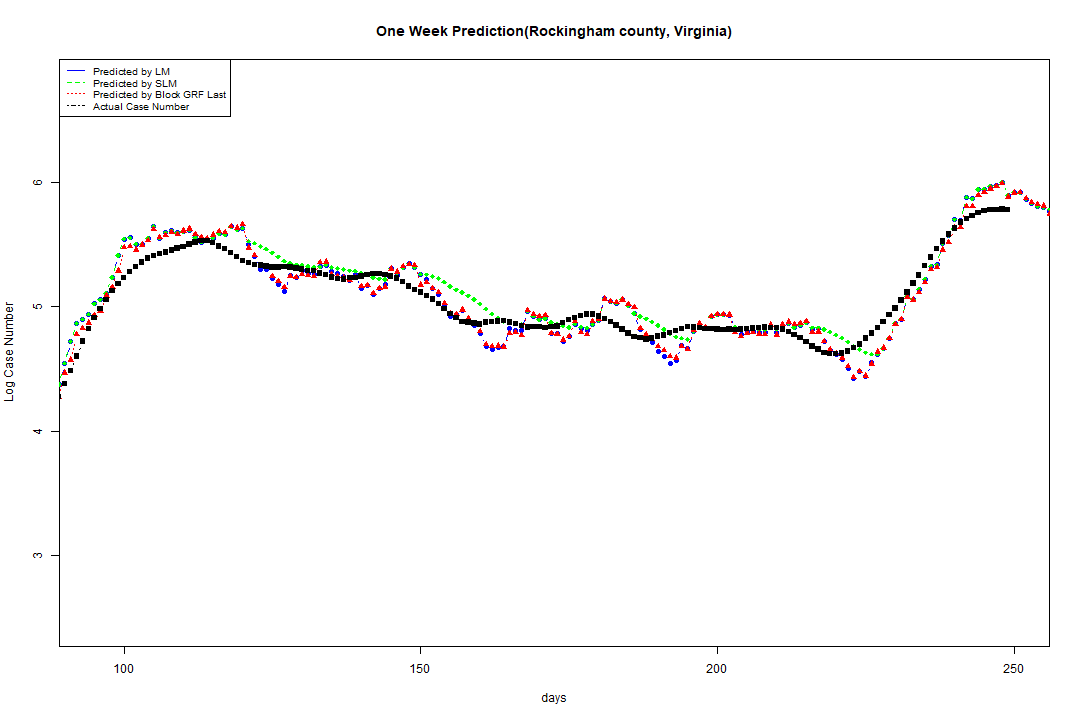 One Week Prediction(Rockingham county, Virginia)
Predicted by LM
Predicted by SLM
Predicted by Block GRF Last
Actual Case Number
6
5
4
3
Log Case Number
100 150 200 250
days